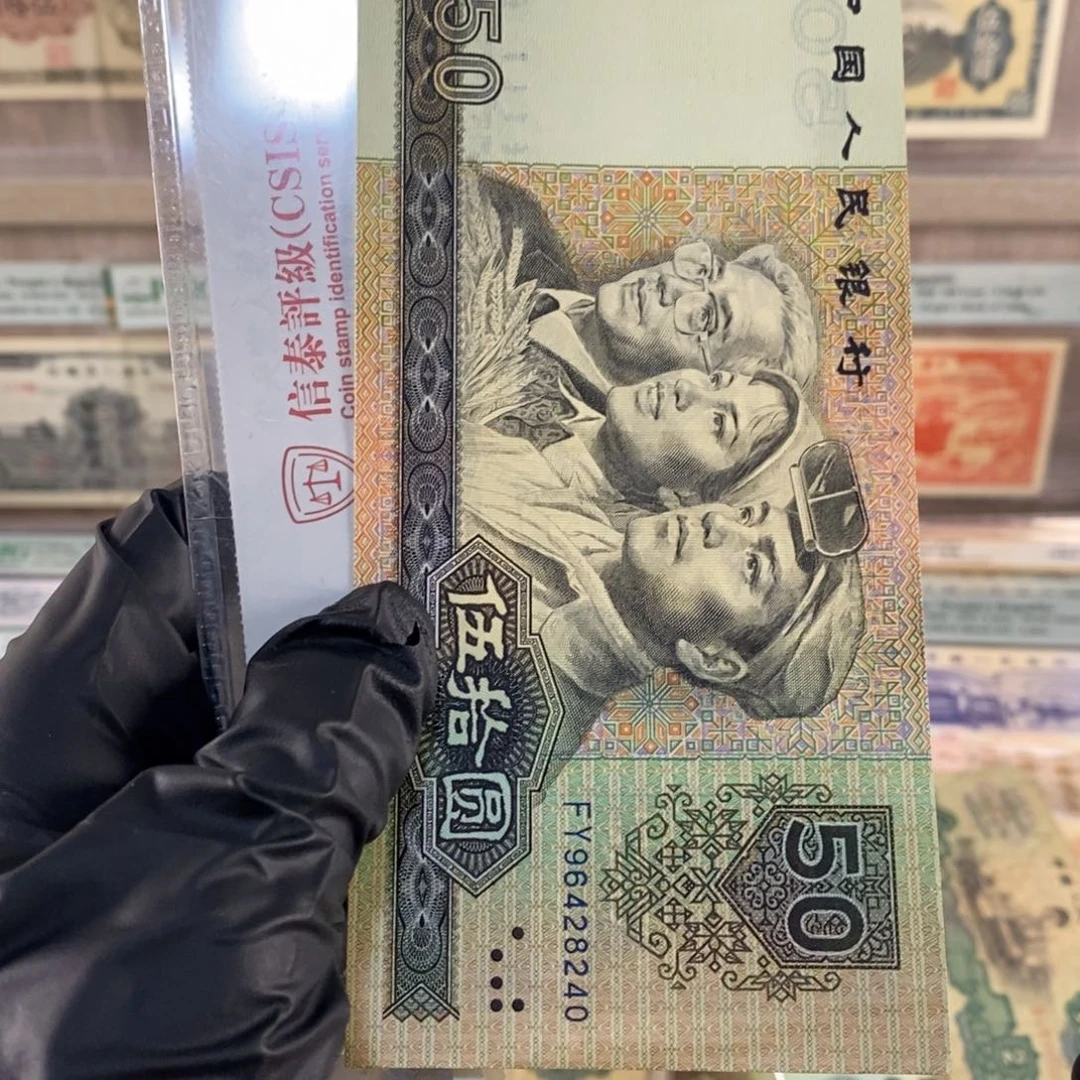 中国人民银行
50
信泰評級(CSIS
Coin stamp identification ser
伍拾圆
FY96428240
50